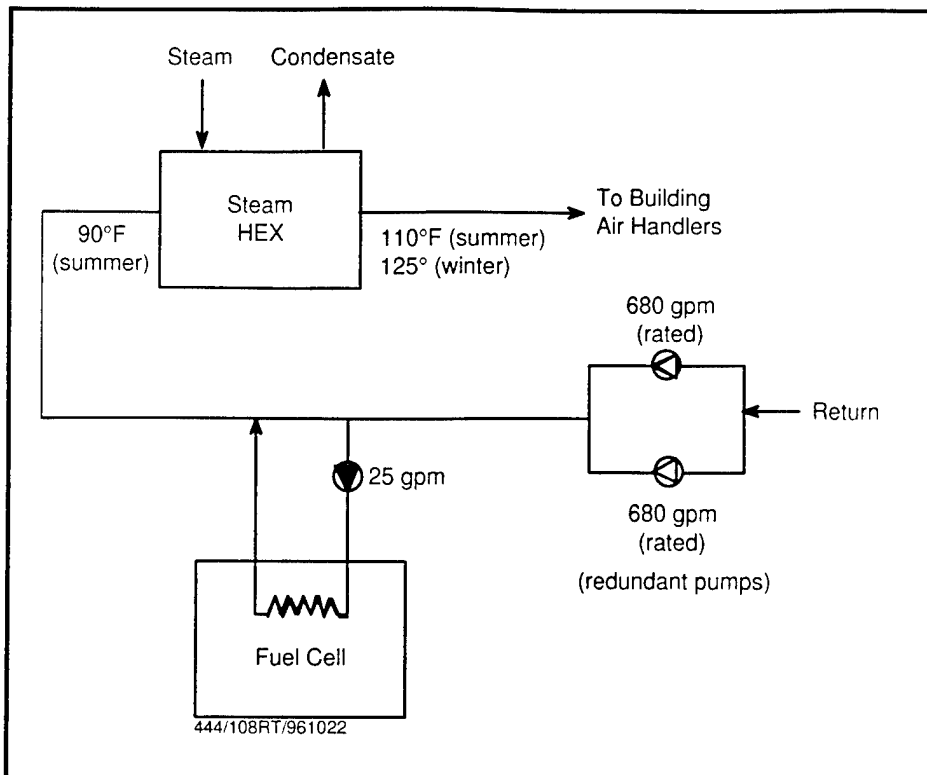 Steam
Condensate
Steam
HEX
To Building
Air Handlers
90°F
(summer)
110°F (summer)
125° (winter)
680 gpm
(rated)
Return
25 gpm
680 gpm
(rated)
(redundant pumps)
Fuel Cell
444/108RT/961022